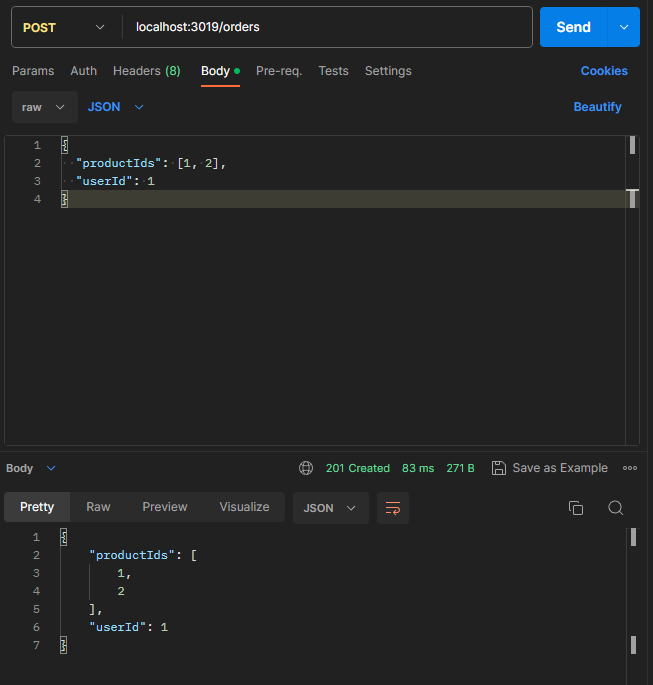 POST localhost:3019/orders Send
Params Auth Headers (8) Body Pre-req. Tests Settings Cookies
raw JSON Beautify
1 {
2 "productIds": [1, 2],
3 "userId": 1
4 }
Body 201 Created 83 ms 271 B Save as Example
Pretty Raw Preview Visualize JSON
1 {
2 "productIds": [
3 1,
4 2
5 ],
6 "userId": 1
7 }